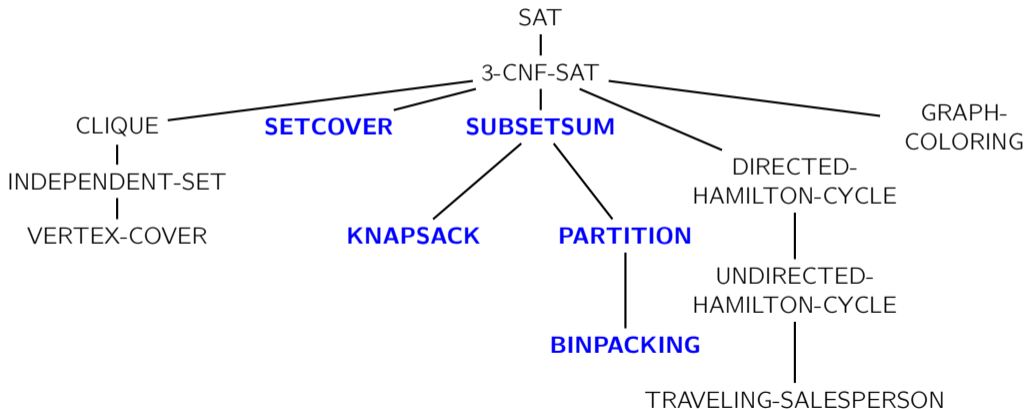 SAT
3-CNF-SAT
CLIQUE
SETCOVER
SUBSETSUM
GRAPH-
COLORING
INDEPENDENT-SET
DIRECTED-
HAMILTON-CYCLE
VERTEX-COVER
KNAPSACK
PARTITION
UNDIRECTED-
HAMILTON-CYCLE
BINPACKING
TRAVELING-SALESPERSON